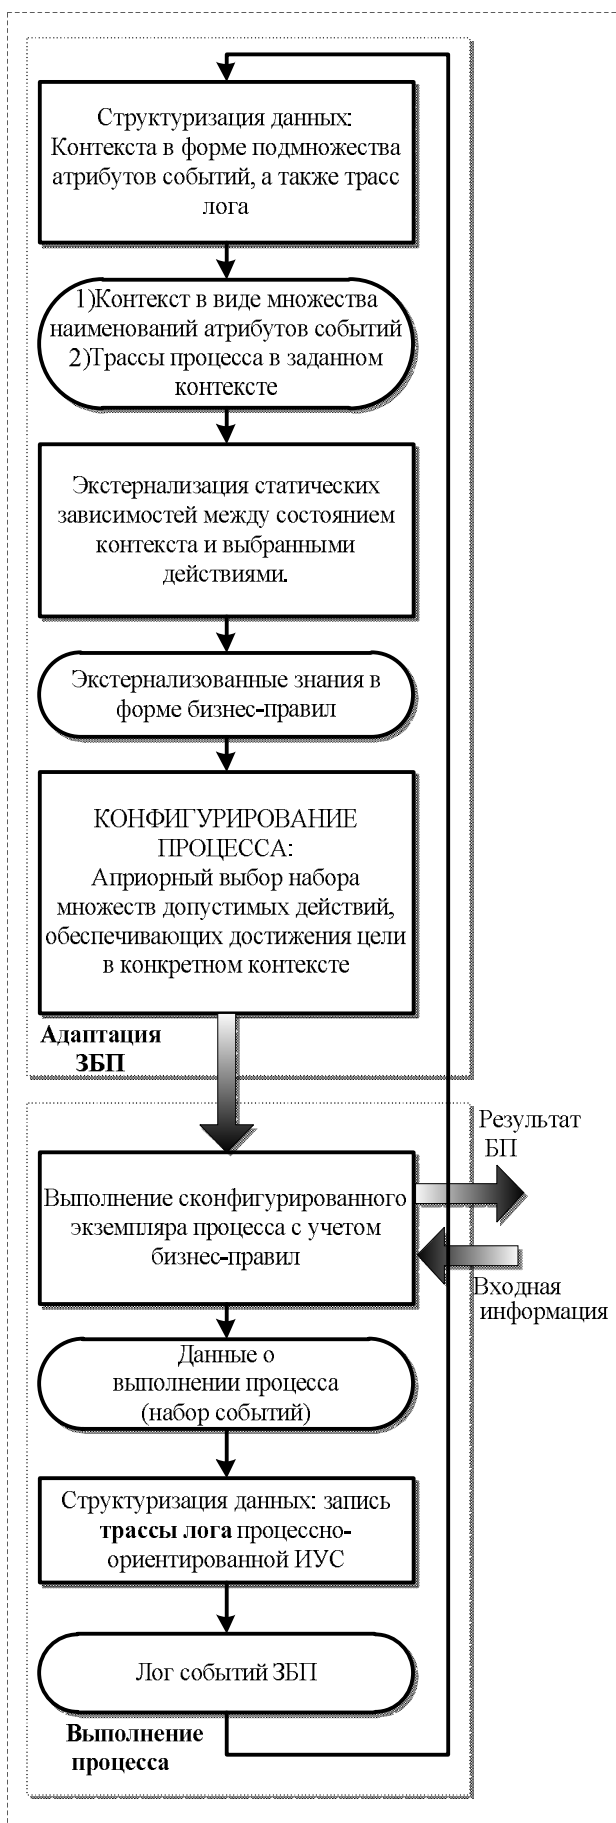 Структуризация данных:
Контекста в форме подмножества
атрибутов событий, а также трасс
лога
1)Контекст в виде множества
наименований атрибутов событий
2)Трассы процесса в заданном
контексте
Экстернализация статических
зависимостей между состоянием
контекста и выбранными
действиями.
Экстернализованные знания в
форме бизнес-правил
КОНФИГУРИРОВАНИЕ
ПРОЦЕССА:
Априорный выбор набора
множеств допустимых действий,
обеспечивающих достижения цели
в конкретном контексте
Адаптация
ЗБП
Результат
БП
Выполнение сконфигурированного
экземпляра процесса с учетом
бизнес-правил
Входная
информация
Данные о
выполнении процесса
(набор событий)
Структуризация данных: запись
трассы лога процессно-
ориентированной ИУС
Лог событий ЗБП
Выполнение
процесса